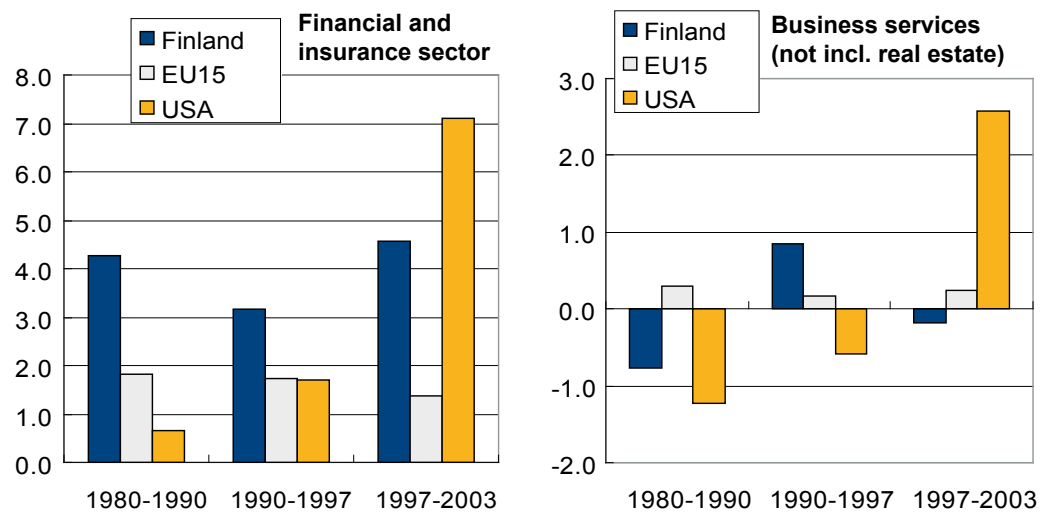 Financial and
insurance sector
Finland
EU15
USA
8.0
7.0
6.0
5.0
4.0
3.0
2.0
1.0
0.0
1980-1990 1990-1997 1997-2003
Business services
(not incl. real estate)
Finland
EU15
USA
3.0
2.0
1.0
0.0
-1.0
-2.0
1980-1990 1990-1997 1997-2003